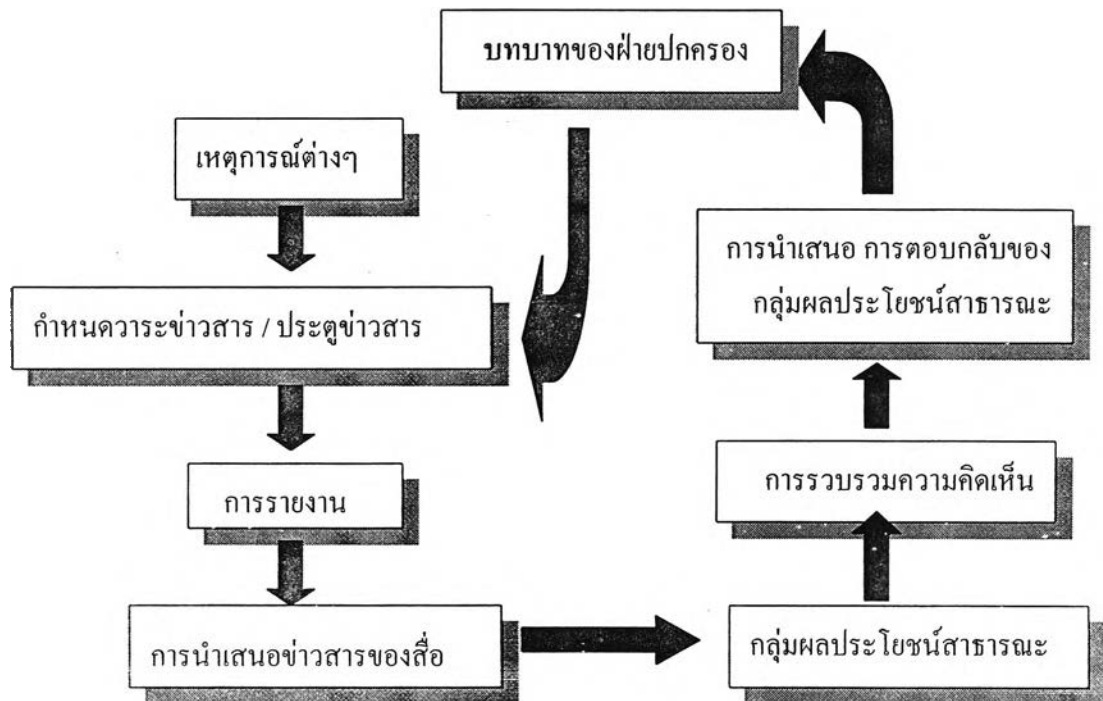 บทบาทของฝ่ายปกครอง
เหตุการณ์ต่างๆ
กำหนดวาระข่าวสาร / ประตูข่าวสาร
การรายงาน
การนำเสนอข่าวสารของสื่อ
การนำเสนอ การตอบกลับของ
กลุ่มผลประโยชน์สาธารณะ
การรวบรวมความคิดเห็น
กลุ่มผลประโยชน์สาธารณะ